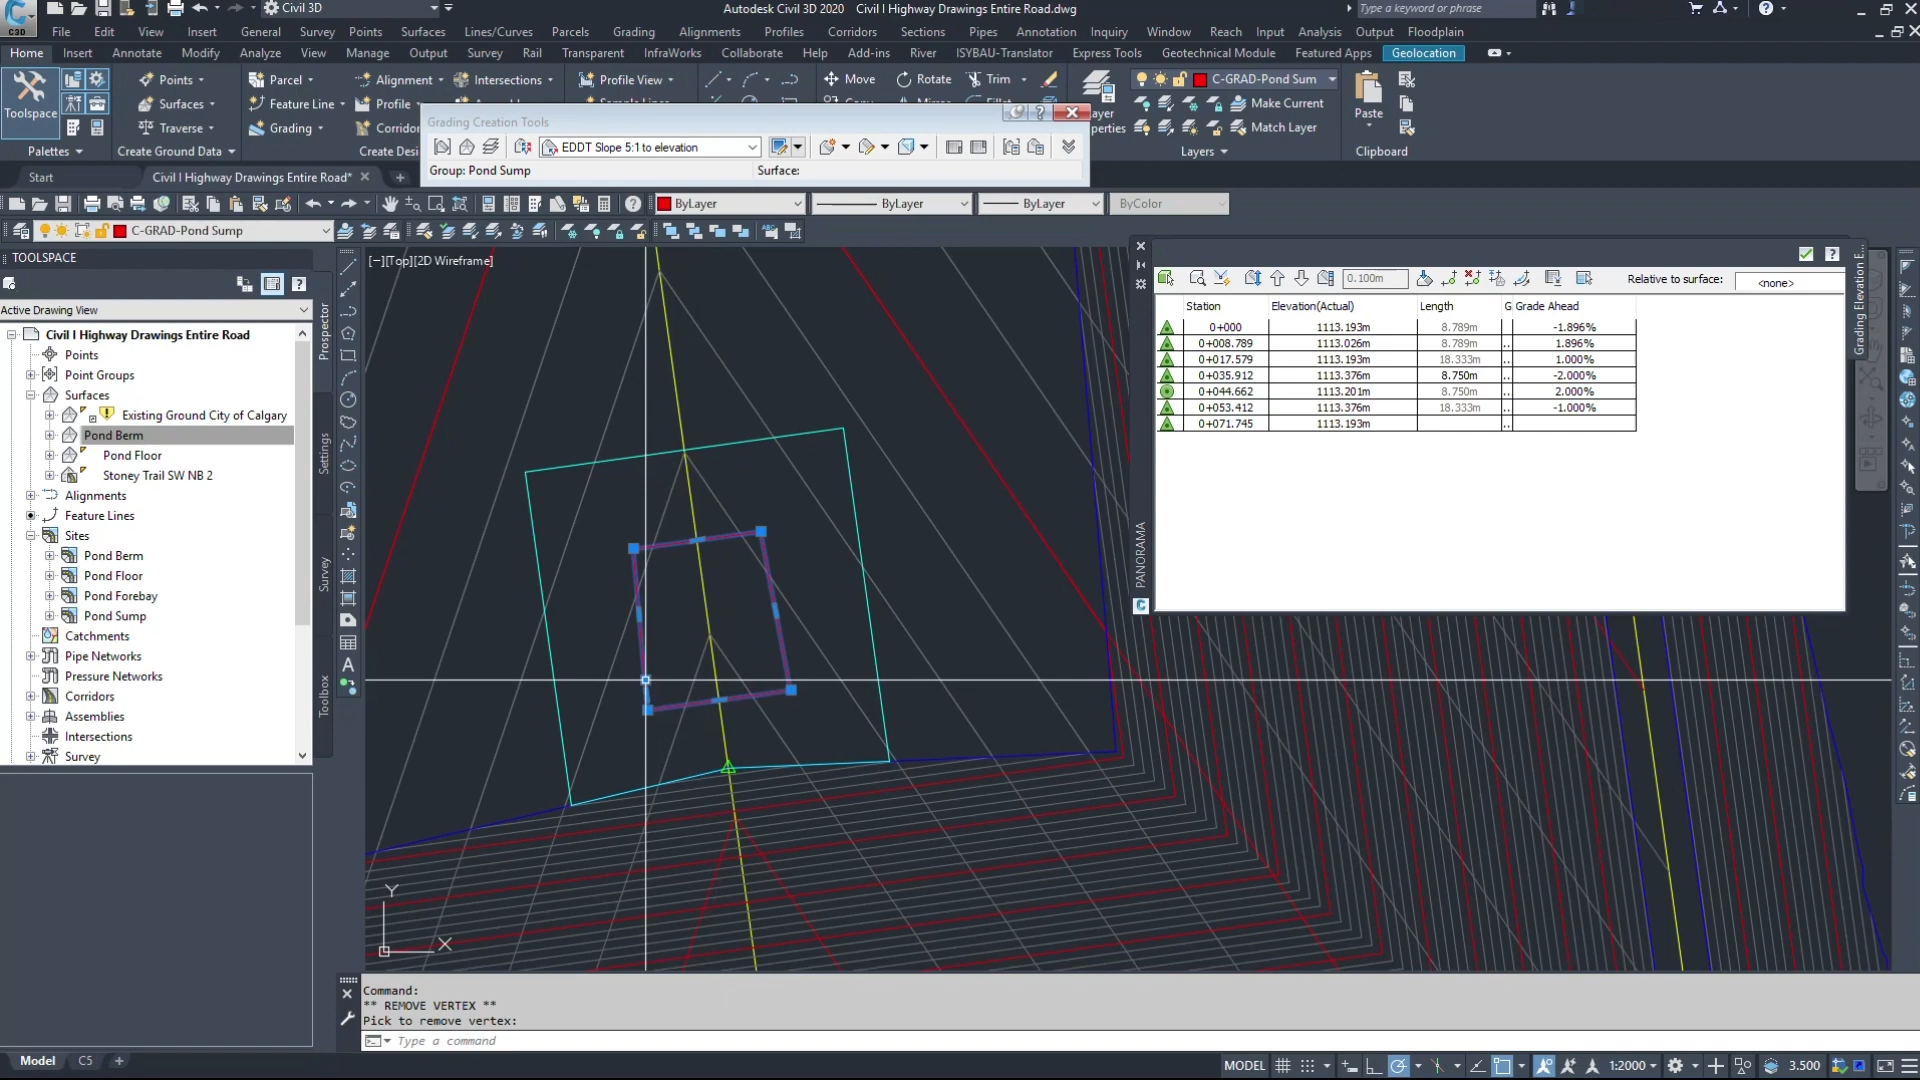 Civil 3D
Autodesk Civil 3D 2020 Civil I Highway Drawings Entire Road.dwg
Type a keyword or phrase
C3D
File Edit View Insert General Survey Points Surfaces Lines/Curves Parcels Grading Alignments Profiles Corridors Sections Pipes Annotation Inquiry Window Reach Input Analysis Output Floodplain
Home Insert Annotate Modify Analyze View Manage Output Survey Rail Transparent InfraWorks Collaborate Help Add-ins River ISYBAU-Translator Express Tools Geotechnical Module Featured Apps Geolocation
Points Parcel Alignment Intersections Profile View Move Rotate Trim C-GRAD-Pond Sum
Toolspace Surfaces Feature Line Profile Make Current Paste
Traverse Grading Corridor Match Layer
Palettes Create Ground Data Create Des Layers Clipboard
Grading Creation Tools
EDDT Slope 5:1 to elevation
Group: Pond Sump Surface:
Start Civil I Highway Drawings Entire Road*
ByLayer ByLayer ByLayer ByColor
C-GRAD-Pond Sump
TOOLSPACE
Active Drawing View
Civil I Highway Drawings Entire Road
Points
Point Groups
Surfaces
Existing Ground City of Calgary
Pond Berm
Pond Floor
Stoney Trail SW NB 2
Alignments
Feature Lines
Sites
Pond Berm
Pond Floor
Pond Forebay
Pond Sump
Catchments
Pipe Networks
Pressure Networks
Corridors
Assemblies
Intersections
Survey
Prospector
Settings
Survey
Toolbox
[−][Top][2D Wireframe]
0.100m Relative to surface: <none>
Station Elevation(Actual) Length G Grade Ahead
0+000 1113.193m 8.789m -1.896%
0+008.789 1113.026m 8.789m .. 1.896%
0+017.579 1113.193m 18.333m .. 1.000%
0+035.912 1113.376m 8.750m .. -2.000%
0+044.662 1113.201m 8.750m .. 2.000%
0+053.412 1113.376m 18.333m .. -1.000%
0+071.745 1113.193m ..
PANORAMA
Grading Elevation E..
Y
X
Command:
** REMOVE VERTEX **
Pick to remove vertex:
Type a command
Model C5
MODEL 1:2000 3.500